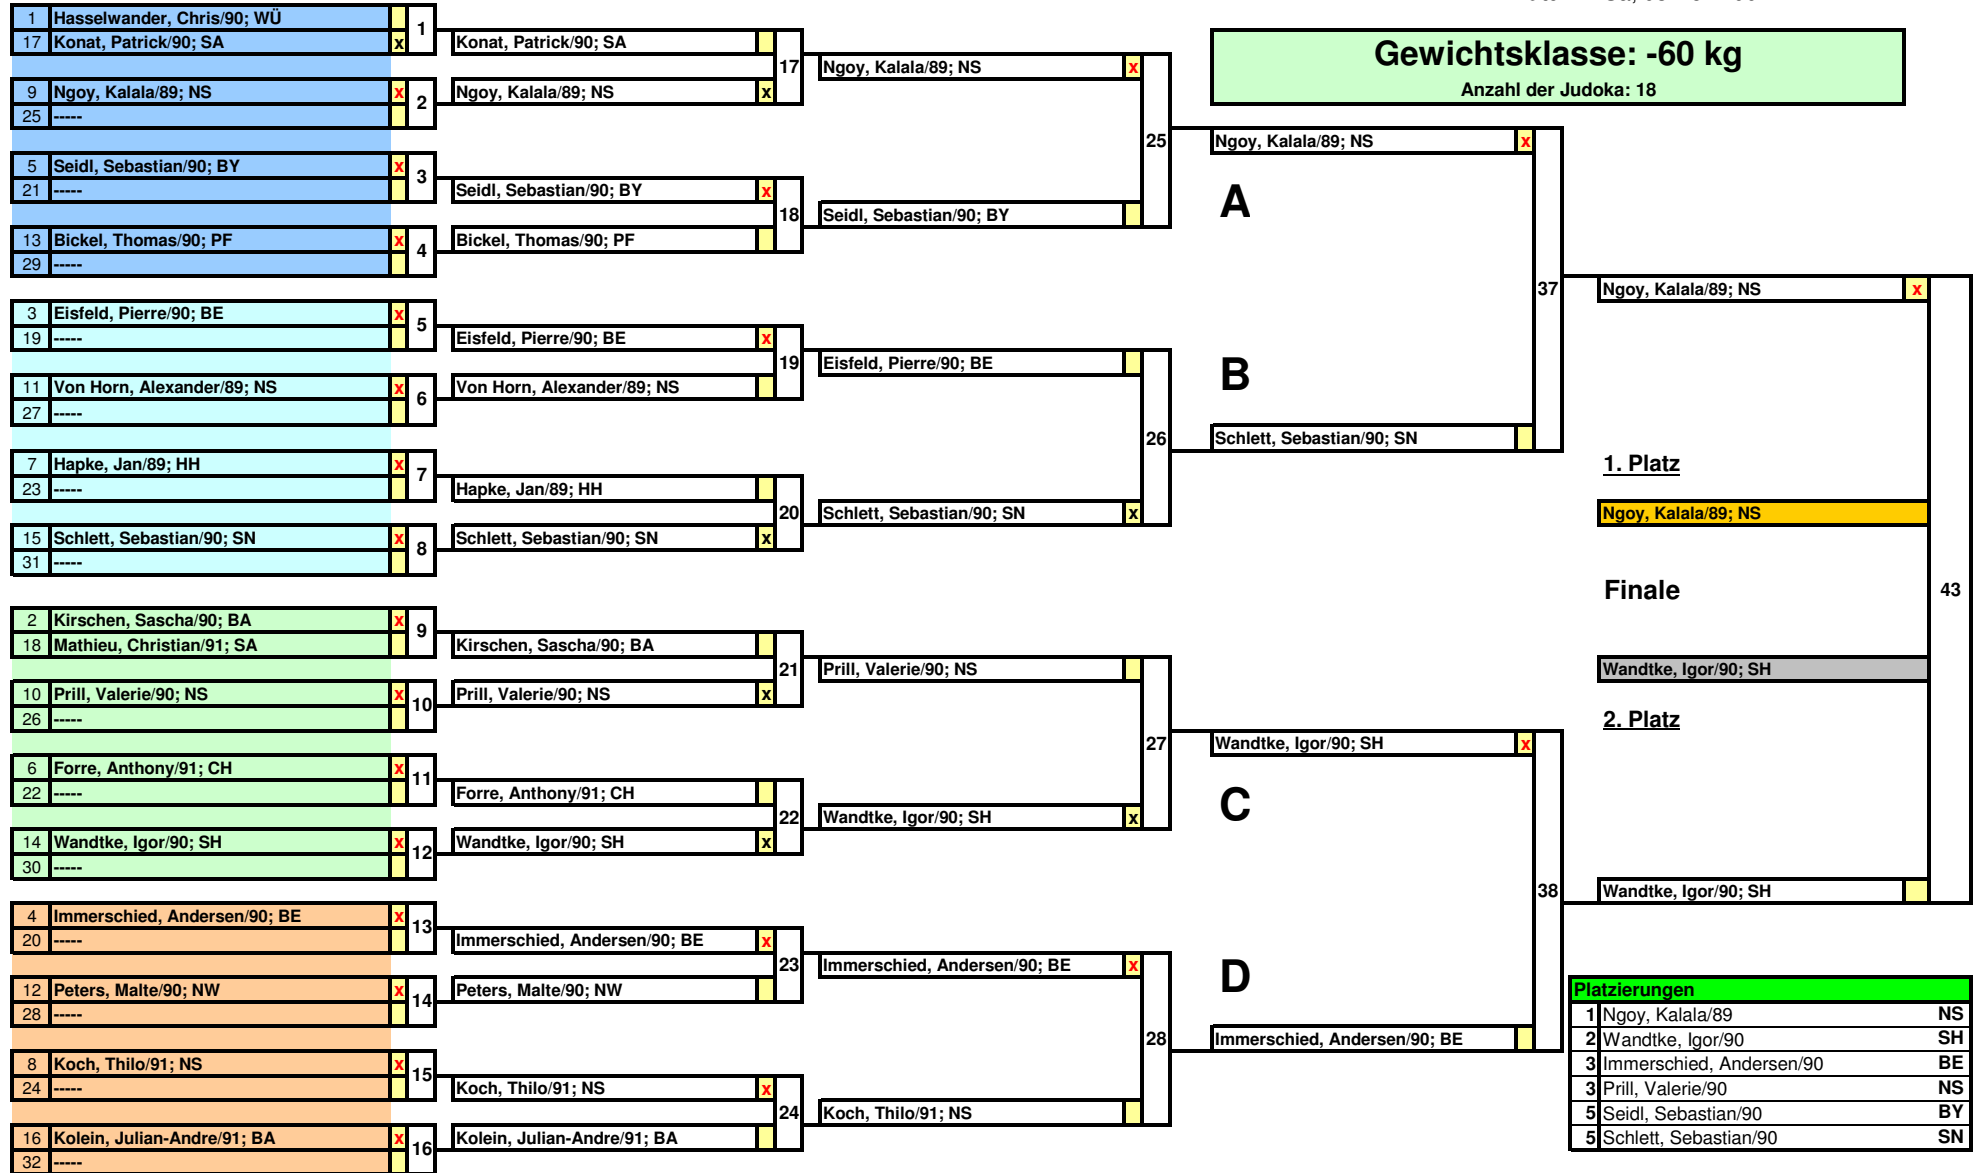 Gewichtsklasse: -60 kg
Anzahl der Judoka: 18
1 Hasselwander, Chris/90; WÜ
17 Konat, Patrick/90; SA x
1
9 Ngoy, Kalala/89; NS x
25 -----
2
5 Seidl, Sebastian/90; BY x
21 -----
3
13 Bickel, Thomas/90; PF x
29 -----
4
3 Eisfeld, Pierre/90; BE x
19 -----
5
11 Von Horn, Alexander/89; NS x
27 -----
6
7 Hapke, Jan/89; HH x
23 -----
7
15 Schlett, Sebastian/90; SN x
31 -----
8
2 Kirschen, Sascha/90; BA x
18 Mathieu, Christian/91; SA
9
10 Prill, Valerie/90; NS x
26 -----
10
6 Forre, Anthony/91; CH x
22 -----
11
14 Wandtke, Igor/90; SH x
30 -----
12
4 Immerschied, Andersen/90; BE x
20 -----
13
12 Peters, Malte/90; NW x
28 -----
14
8 Koch, Thilo/91; NS x
24 -----
15
16 Kolein, Julian-Andre/91; BA x
32 -----
16
Konat, Patrick/90; SA
17
Ngoy, Kalala/89; NS x
Seidl, Sebastian/90; BY x
18
Bickel, Thomas/90; PF
Eisfeld, Pierre/90; BE x
19
Von Horn, Alexander/89; NS
Hapke, Jan/89; HH
20
Schlett, Sebastian/90; SN x
Kirschen, Sascha/90; BA
21
Prill, Valerie/90; NS x
Forre, Anthony/91; CH
22
Wandtke, Igor/90; SH x
Immerschied, Andersen/90; BE x
23
Peters, Malte/90; NW
Koch, Thilo/91; NS x
24
Kolein, Julian-Andre/91; BA
Ngoy, Kalala/89; NS x
25
Seidl, Sebastian/90; BY
Eisfeld, Pierre/90; BE
26
Schlett, Sebastian/90; SN x
Prill, Valerie/90; NS
27
Wandtke, Igor/90; SH x
Immerschied, Andersen/90; BE x
28
Koch, Thilo/91; NS
Ngoy, Kalala/89; NS x
A
37
B
Schlett, Sebastian/90; SN
Wandtke, Igor/90; SH x
C
38
D
Immerschied, Andersen/90; BE
Ngoy, Kalala/89; NS x
1. Platz
Ngoy, Kalala/89; NS
Finale
43
Wandtke, Igor/90; SH
2. Platz
Wandtke, Igor/90; SH
Platzierungen
1 Ngoy, Kalala/89 NS
2 Wandtke, Igor/90 SH
3 Immerschied, Andersen/90 BE
3 Prill, Valerie/90 NS
5 Seidl, Sebastian/90 BY
5 Schlett, Sebastian/90 SN